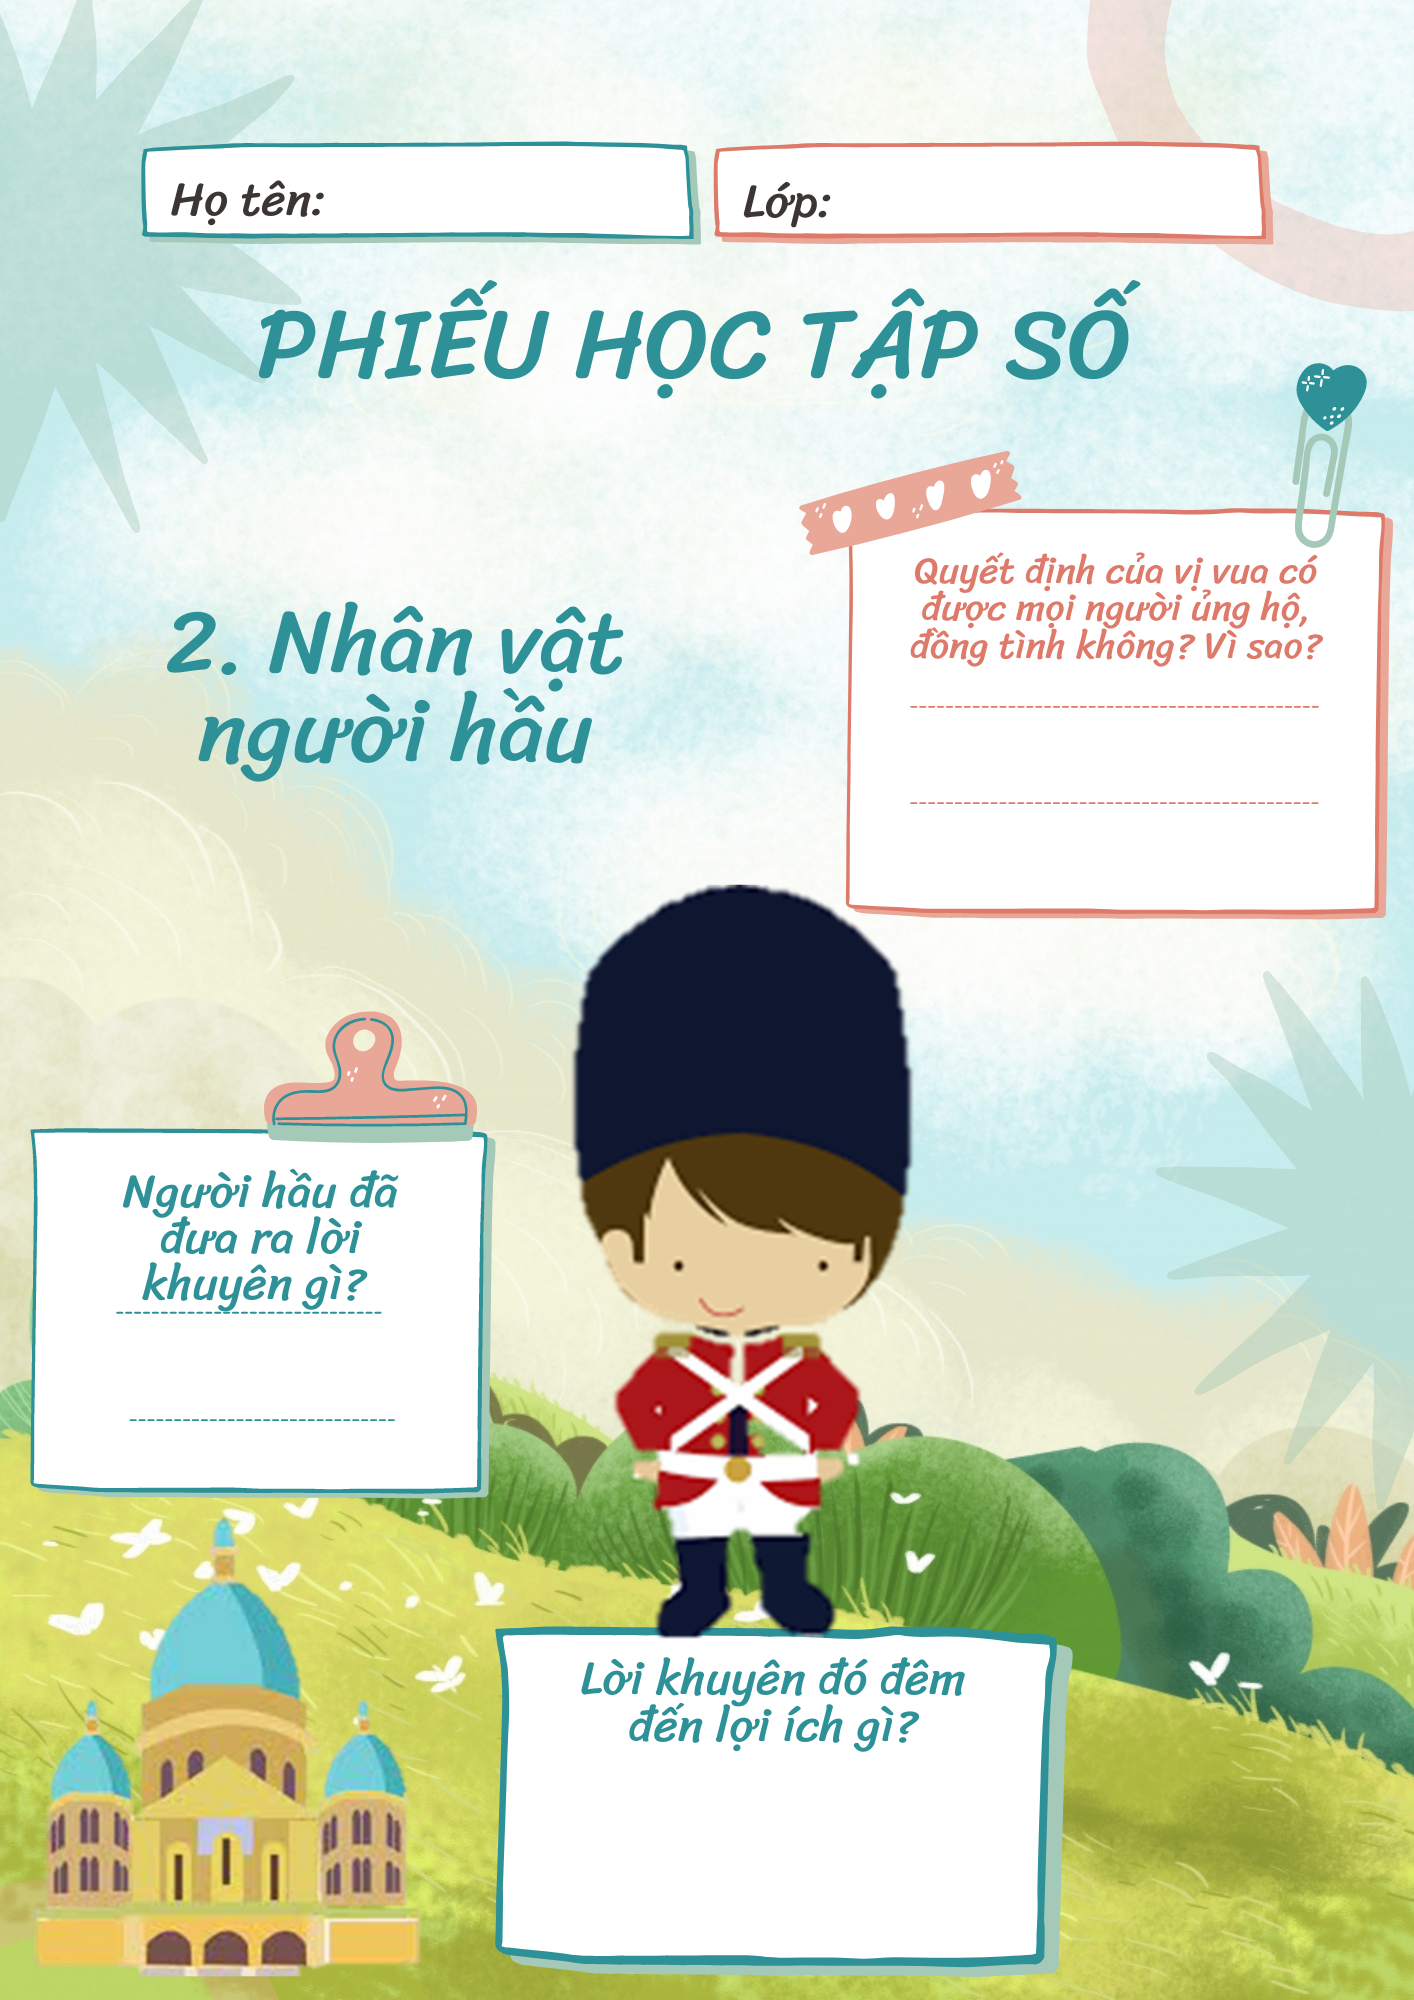 Họ tên:
Lớp:
PHIẾU HỌC TẬP SỐ
Quyết định của vị vua có
được mọi người ủng hộ,
đồng tình không? Vì sao?
2. Nhân vật
người hầu
Người hầu đã
đưa ra lời
khuyên gì?
Lời khuyên đó đêm
đến lợi ích gì?